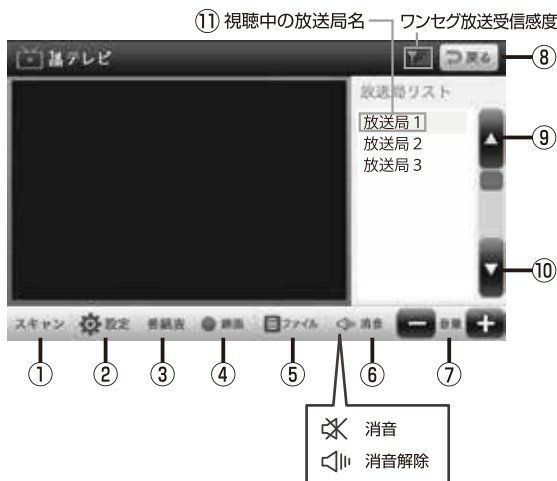 ⑪ 視聴中の放送局名
ワンセグ放送受信感度
テレビ
戻る
⑧
放送局リスト
放送局 1
放送局 2
放送局 3
⑨
⑩
スキャン
設定
番組表
録画
ファイル
消音
音量
①
②
③
④
⑤
⑥
⑦
消音
消音解除